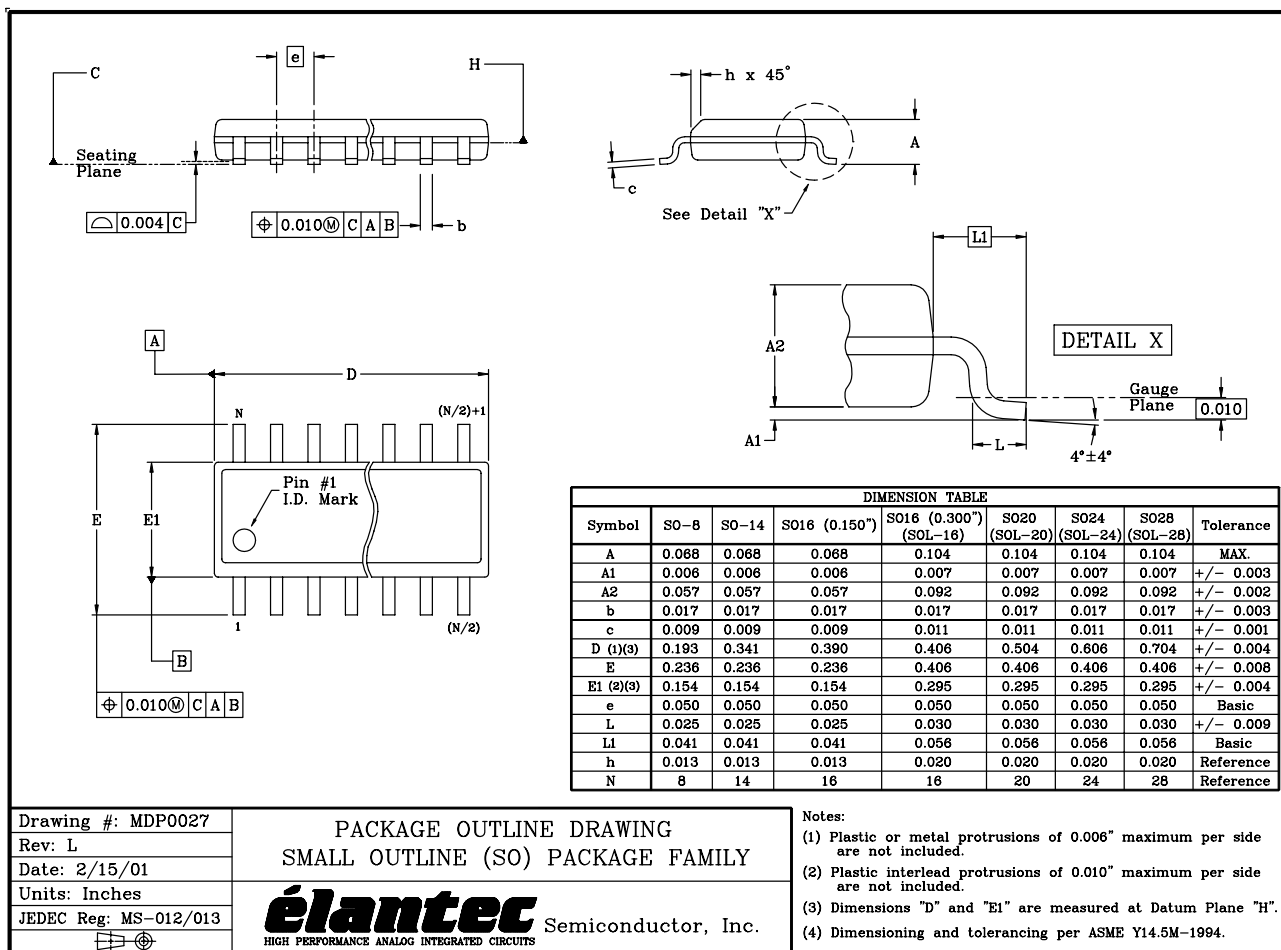 C
e
H
Seating
Plane
0.004 C
0.010Ⓜ C A B
b
h x 45°
A
c
See Detail "X"
L1
A2
DETAIL X
Gauge
Plane
0.010
A1
L
4°±4°
A
D
N
(N/2)+1
Pin #1
I.D. Mark
E
E1
1
(N/2)
B
0.010Ⓜ C A B
DIMENSION TABLE
Symbol SO-8 SO-14 SO16 (0.150") SO16 (0.300") (SOL-16) SO20 (SOL-20) SO24 (SOL-24) SO28 (SOL-28) Tolerance
A 0.068 0.068 0.068 0.104 0.104 0.104 0.104 MAX.
A1 0.006 0.006 0.006 0.007 0.007 0.007 0.007 +/- 0.003
A2 0.057 0.057 0.057 0.092 0.092 0.092 0.092 +/- 0.002
b 0.017 0.017 0.017 0.017 0.017 0.017 0.017 +/- 0.003
c 0.009 0.009 0.009 0.011 0.011 0.011 0.011 +/- 0.001
D (1)(3) 0.193 0.341 0.390 0.406 0.504 0.606 0.704 +/- 0.004
E 0.236 0.236 0.236 0.406 0.406 0.406 0.406 +/- 0.008
E1 (2)(3) 0.154 0.154 0.154 0.295 0.295 0.295 0.295 +/- 0.004
e 0.050 0.050 0.050 0.050 0.050 0.050 0.050 Basic
L 0.025 0.025 0.025 0.030 0.030 0.030 0.030 +/- 0.009
L1 0.041 0.041 0.041 0.056 0.056 0.056 0.056 Basic
h 0.013 0.013 0.013 0.020 0.020 0.020 0.020 Reference
N 8 14 16 16 20 24 28 Reference
Drawing #: MDP0027
Rev: L
Date: 2/15/01
Units: Inches
JEDEC Reg: MS-012/013
PACKAGE OUTLINE DRAWING
SMALL OUTLINE (SO) PACKAGE FAMILY
élantec Semiconductor, Inc.
HIGH PERFORMANCE ANALOG INTEGRATED CIRCUITS
Notes:
(1) Plastic or metal protrusions of 0.006" maximum per side
are not included.
(2) Plastic interlead protrusions of 0.010" maximum per side
are not included.
(3) Dimensions "D" and "E1" are measured at Datum Plane "H".
(4) Dimensioning and tolerancing per ASME Y14.5M-1994.